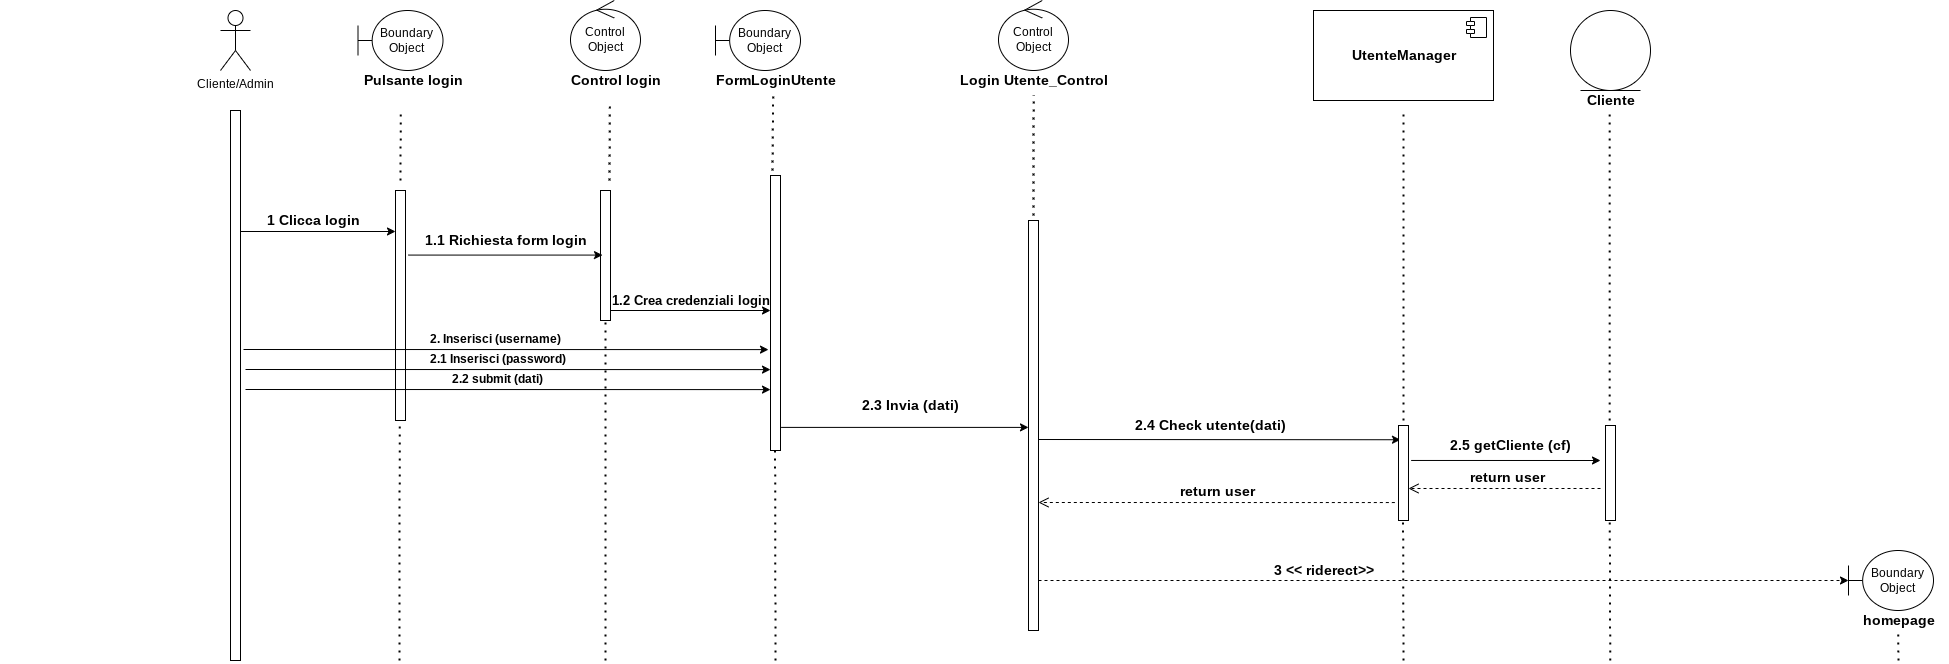 Cliente/Admin
Boundary
Object
Pulsante login
Control
Object
Control login
Boundary
Object
FormLoginUtente
Control
Object
Login Utente_Control
UtenteManager
Cliente
1 Clicca login
1.1 Richiesta form login
1.2 Crea credenziali login
2. Inserisci (username)
2.1 Inserisci (password)
2.2 submit (dati)
2.3 Invia (dati)
2.4 Check utente(dati)
2.5 getCliente (cf)
return user
return user
3 << riderect>>
Boundary
Object
homepage